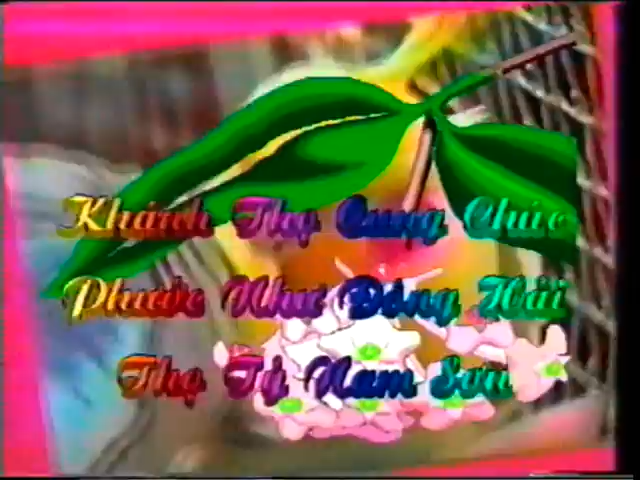 Khánh Thọ Cung Chúc
Phước Như Đông Hải
Thọ Tỷ Nam Sơn